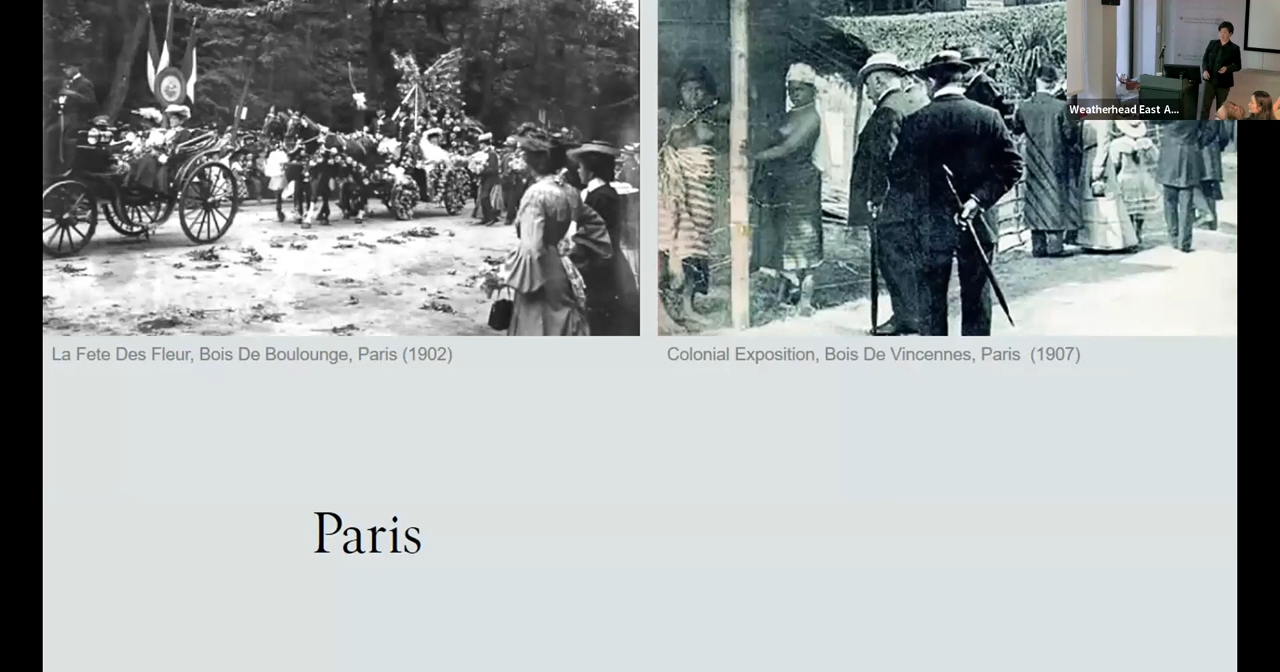 Weatherhead East A...
La Fete Des Fleur, Bois De Boulounge, Paris (1902)
Colonial Exposition, Bois De Vincennes, Paris (1907)
Paris